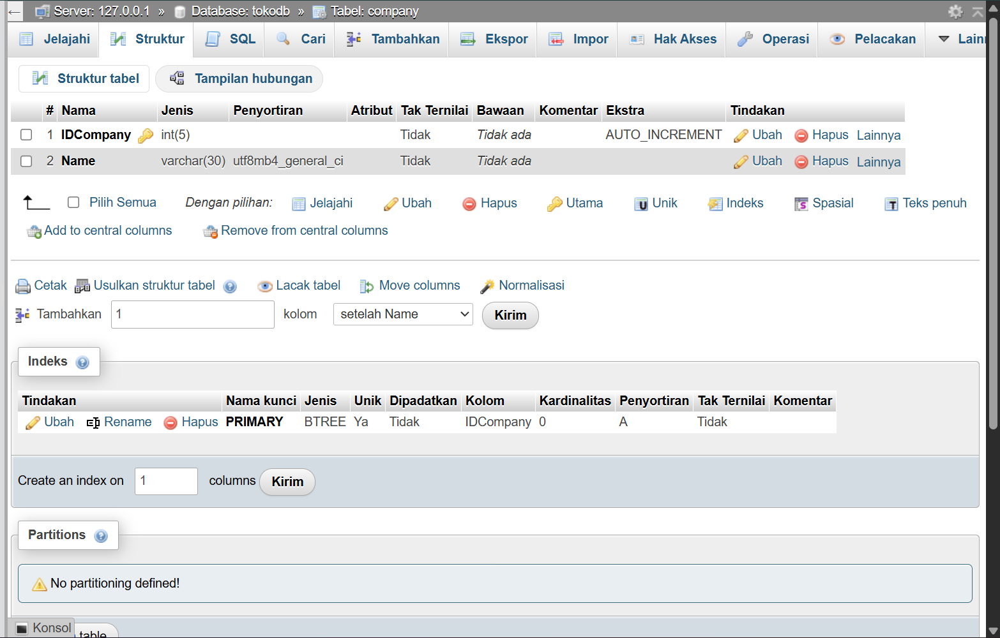 ← Server: 127.0.0.1 » Database: tokodb » Tabel: company
Jelajahi Struktur SQL Cari Tambahkan Ekspor Impor Hak Akses Operasi Pelacakan
Struktur tabel Tampilan hubungan
# Nama Jenis Penyortiran Atribut Tak Ternilai Bawaan Komentar Ekstra Tindakan
1 IDCompany int(5) Tidak Tidak ada AUTO_INCREMENT Ubah Hapus Lainnya
2 Name varchar(30) utf8mb4_general_ci Tidak Tidak ada Ubah Hapus Lainnya
Pilih Semua Dengan pilihan: Jelajahi Ubah Hapus Utama Unik Indeks Spasial Teks penuh
Add to central columns Remove from central columns
Cetak Usulkan struktur tabel Lacak tabel Move columns Normalisasi
Tambahkan 1 kolom setelah Name Kirim
Indeks
Tindakan Nama kunci Jenis Unik Dipadatkan Kolom Kardinalitas Penyortiran Tak Ternilai Komentar
Ubah Rename Hapus PRIMARY BTREE Ya Tidak IDCompany 0 A Tidak
Create an index on 1 columns Kirim
Partitions
No partitioning defined!
Konsol table